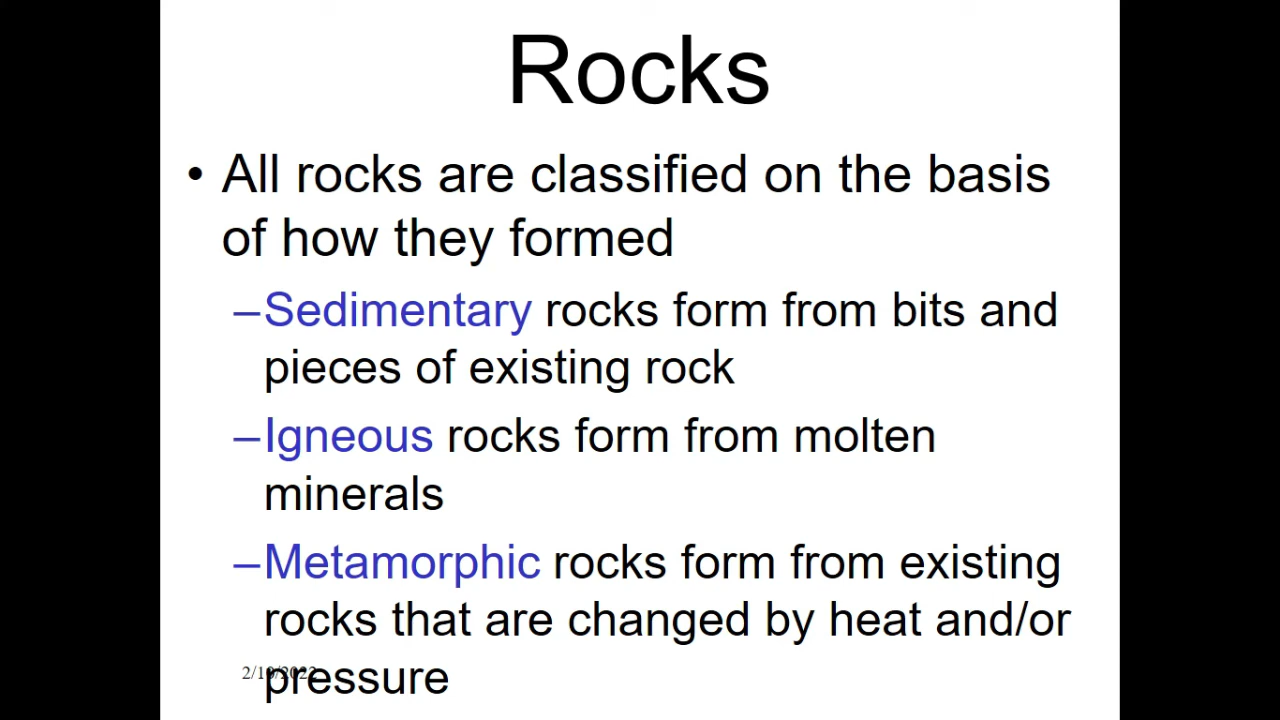 Rocks
• All rocks are classified on the basis
of how they formed
–Sedimentary rocks form from bits and
pieces of existing rock
–Igneous rocks form from molten
minerals
–Metamorphic rocks form from existing
rocks that are changed by heat and/or
pressure